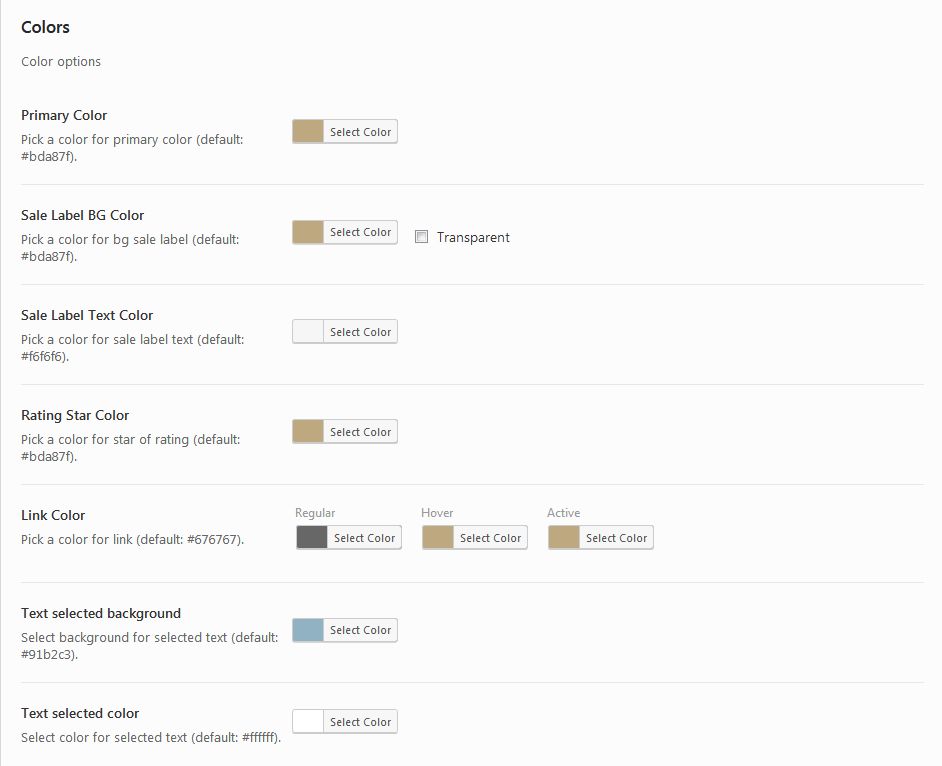 Colors
Color options
Primary Color
Pick a color for primary color (default:
#bda87f).
Select Color
Sale Label BG Color
Pick a color for bg sale label (default:
#bda87f).
Select Color
Transparent
Sale Label Text Color
Pick a color for sale label text (default:
#f6f6f6).
Select Color
Rating Star Color
Pick a color for star of rating (default:
#bda87f).
Select Color
Link Color
Pick a color for link (default: #676767).
Regular Hover Active
Select Color Select Color Select Color
Text selected background
Select background for selected text (default:
#91b2c3).
Select Color
Text selected color
Select color for selected text (default: #ffffff).
Select Color